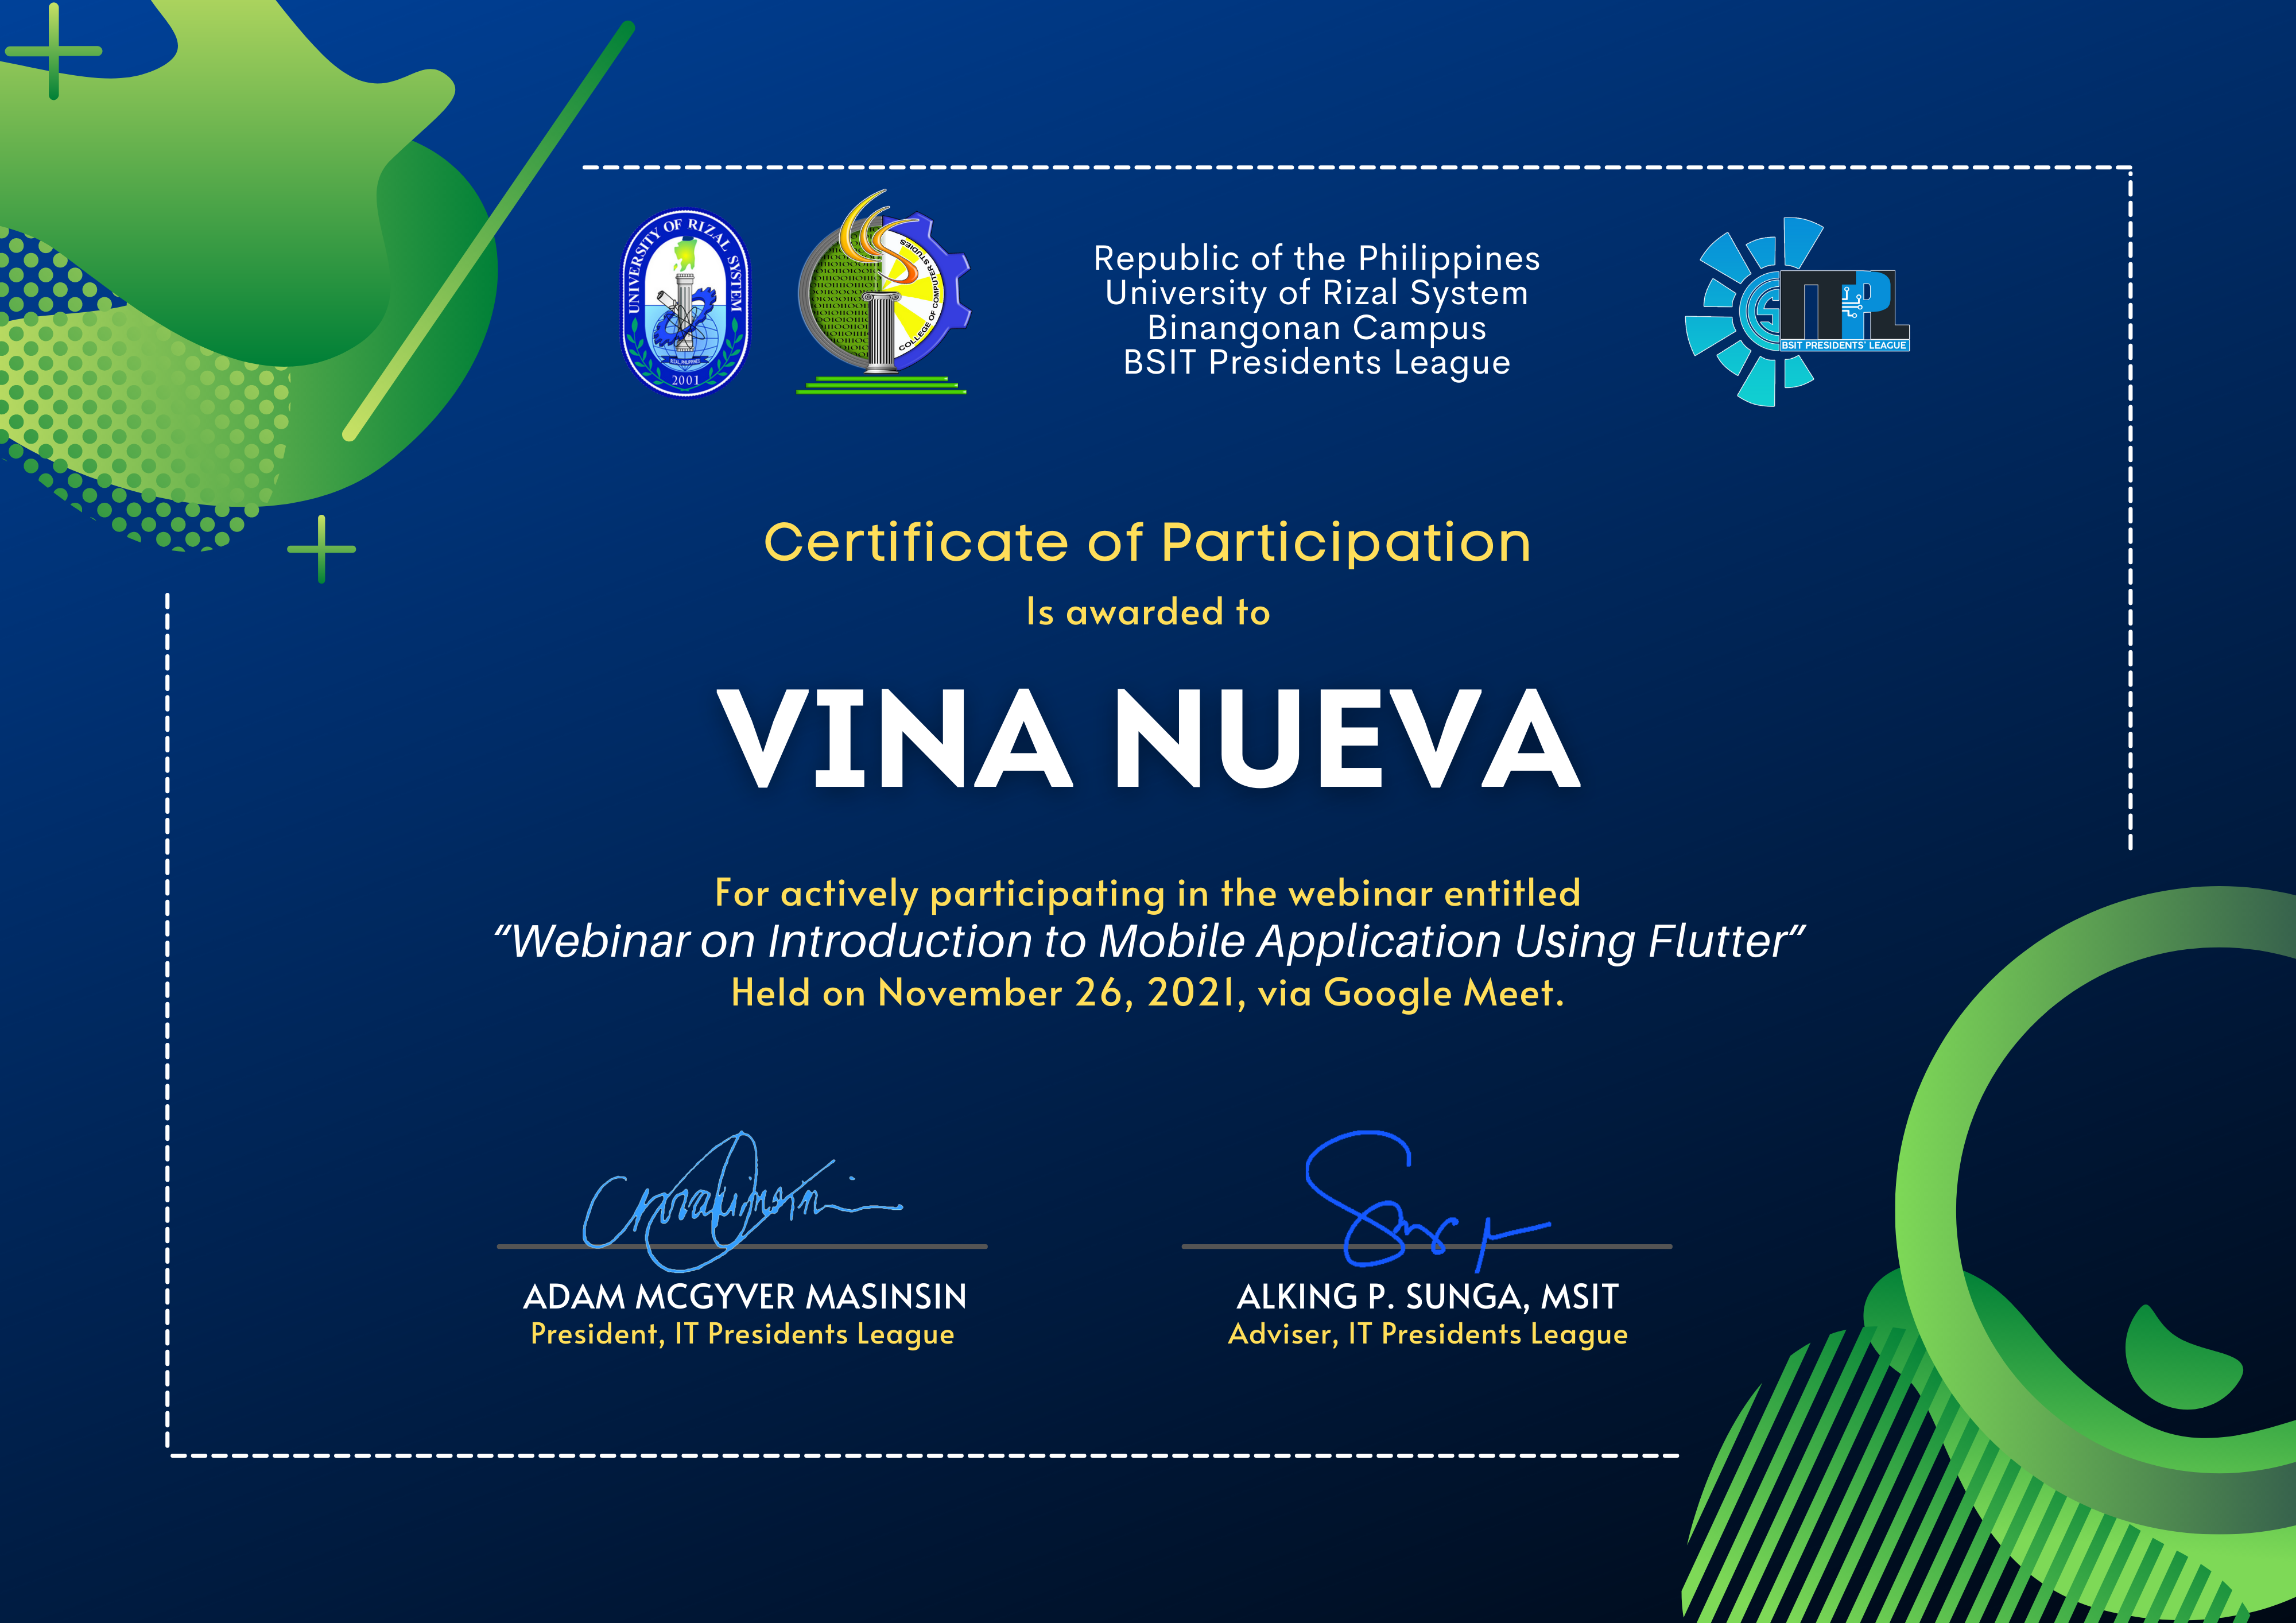 UNIVERSITY OF RIZAL SYSTEM
RIZAL, PHILIPPINES
2001
COLLEGE OF COMPUTER STUDIES
Republic of the Philippines
University of Rizal System
Binangonan Campus
BSIT Presidents League
ITPL
BSIT PRESIDENTS' LEAGUE
Certificate of Participation
Is awarded to
VINA NUEVA
For actively participating in the webinar entitled
“Webinar on Introduction to Mobile Application Using Flutter”
Held on November 26, 2021, via Google Meet.
ADAM MCGYVER MASINSIN
President, IT Presidents League
ALKING P. SUNGA, MSIT
Adviser, IT Presidents League